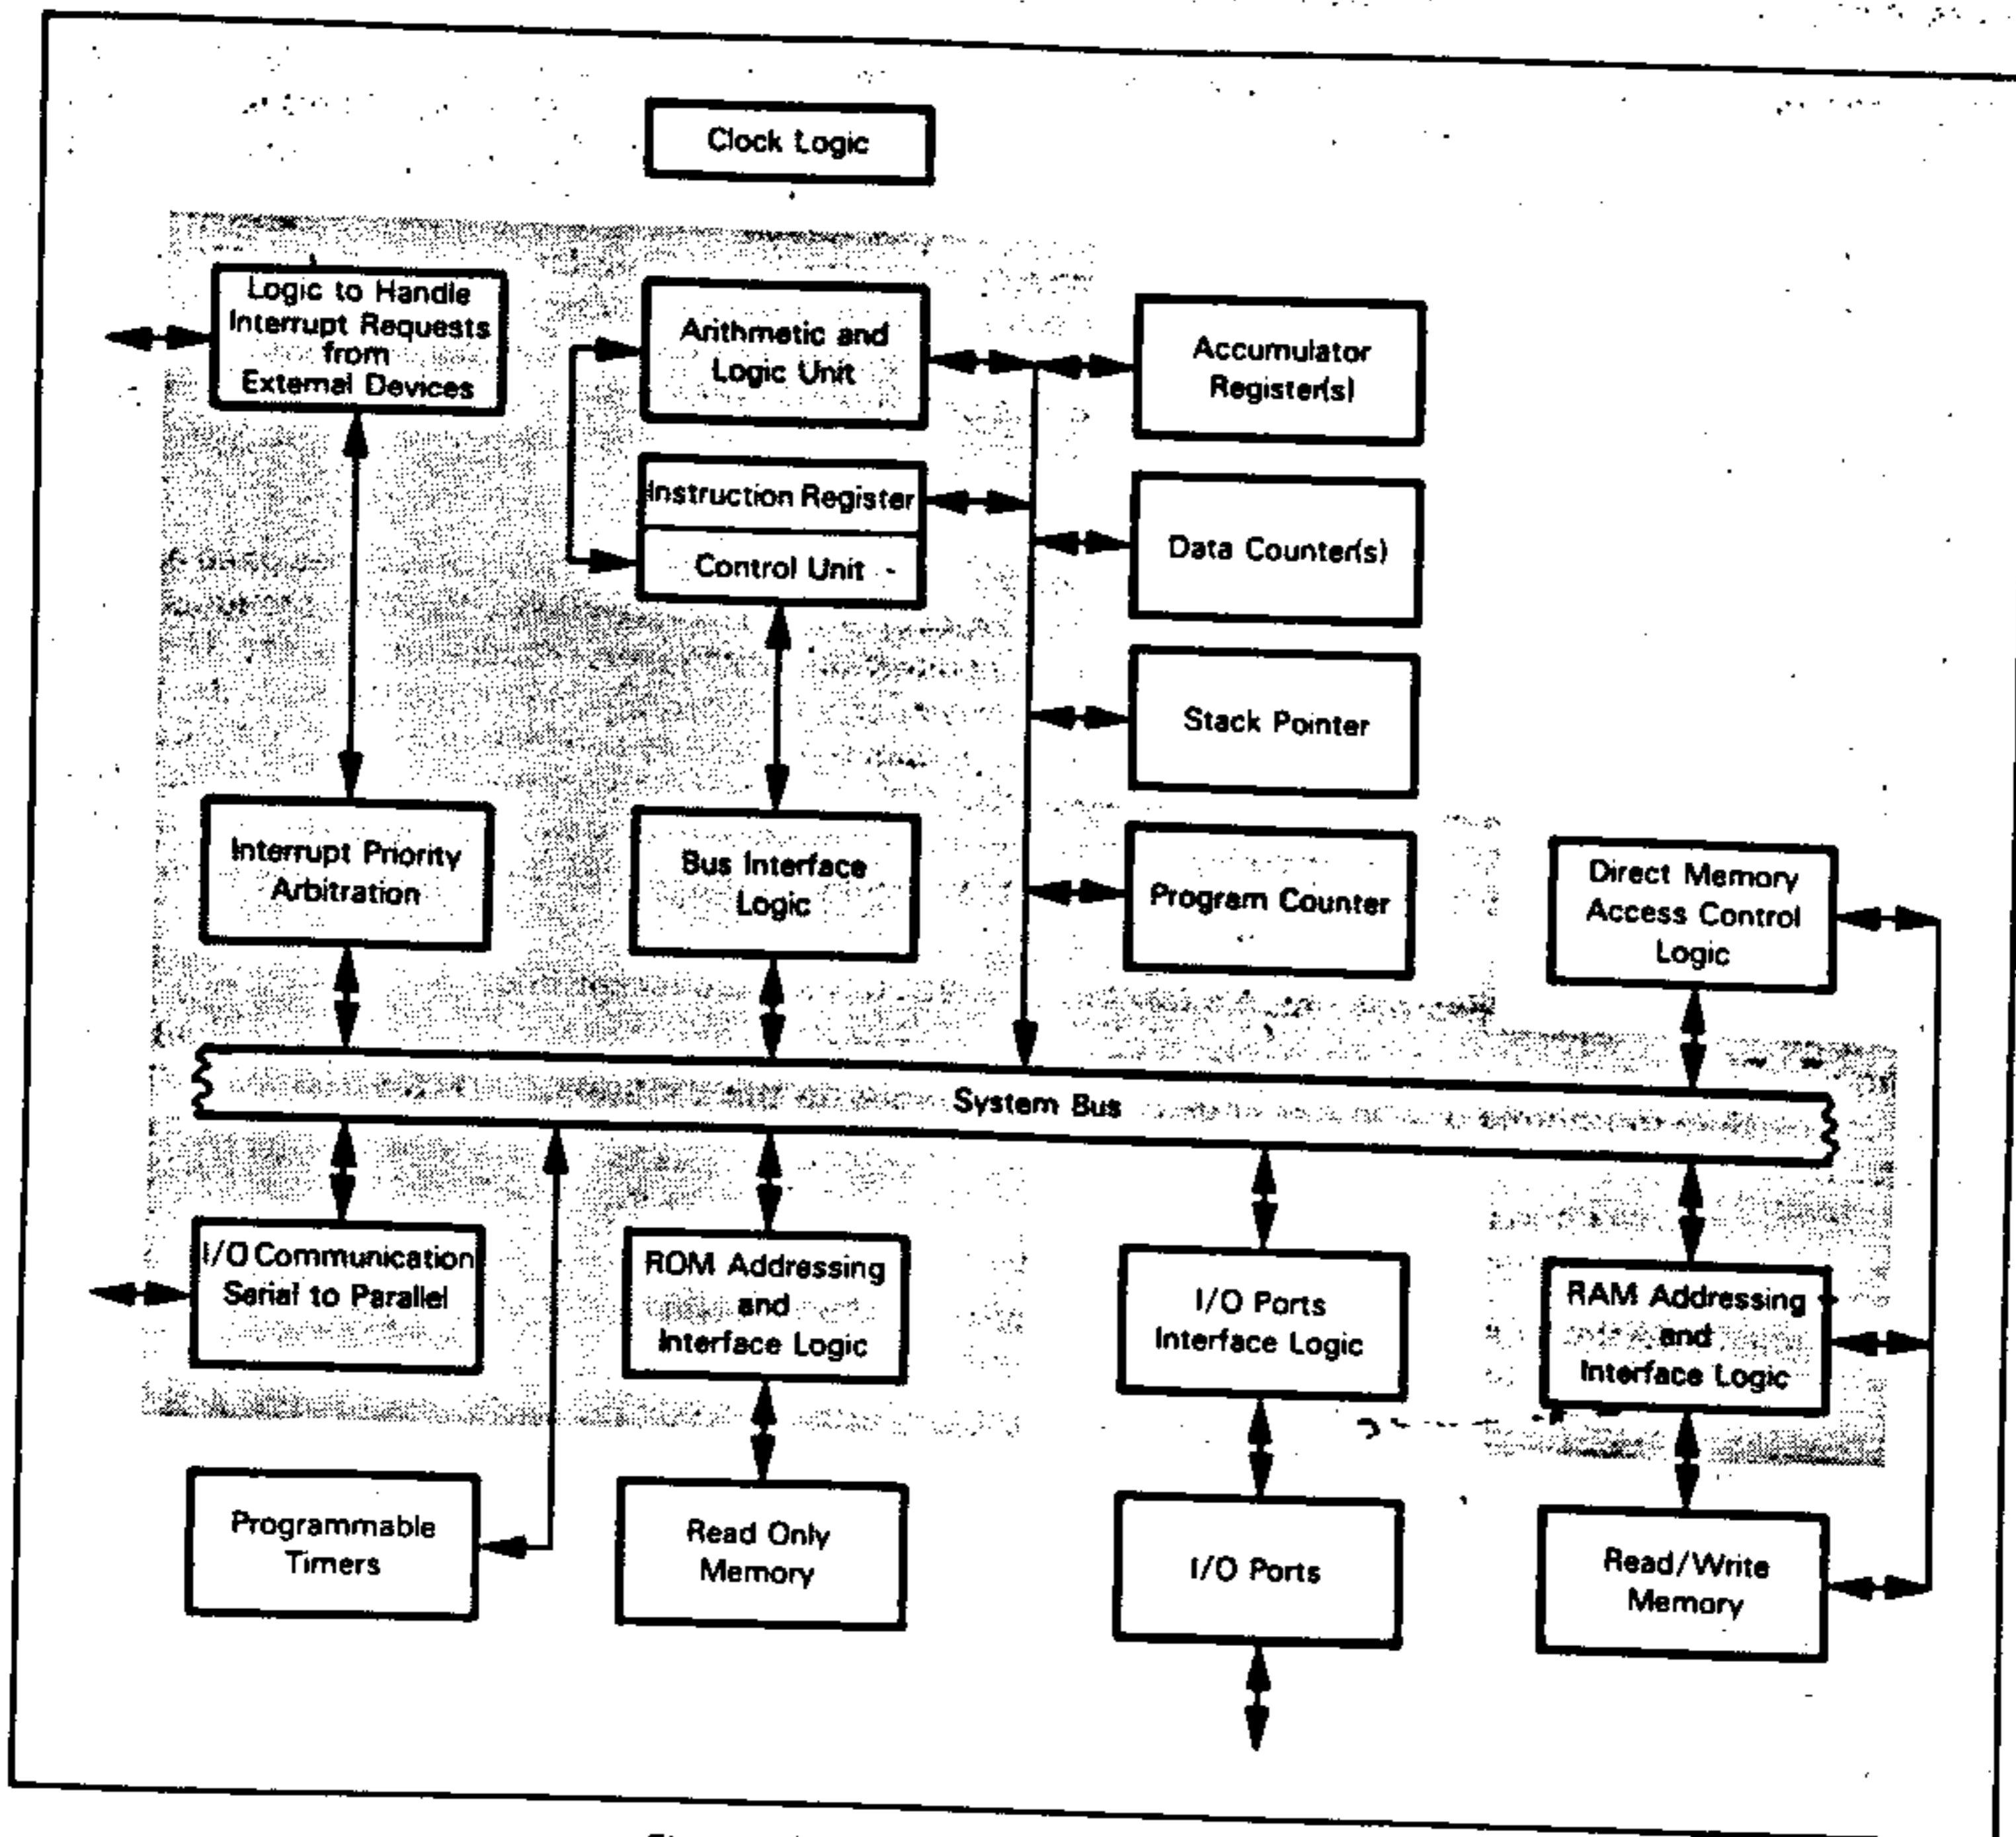 Clock Logic
Logic to Handle
Interrupt Requests
from
External Devices
Arithmetic and
Logic Unit
Accumulator
Register(s)
Instruction Register
Control Unit
Data Counter(s)
Stack Pointer
Interrupt Priority
Arbitration
Bus Interface
Logic
Program Counter
Direct Memory
Access Control
Logic
System Bus
I/O Communication
Serial to Parallel
ROM Addressing
and
Interface Logic
I/O Ports
Interface Logic
RAM Addressing
and
Interface Logic
Programmable
Timers
Read Only
Memory
I/O Ports
Read/Write
Memory